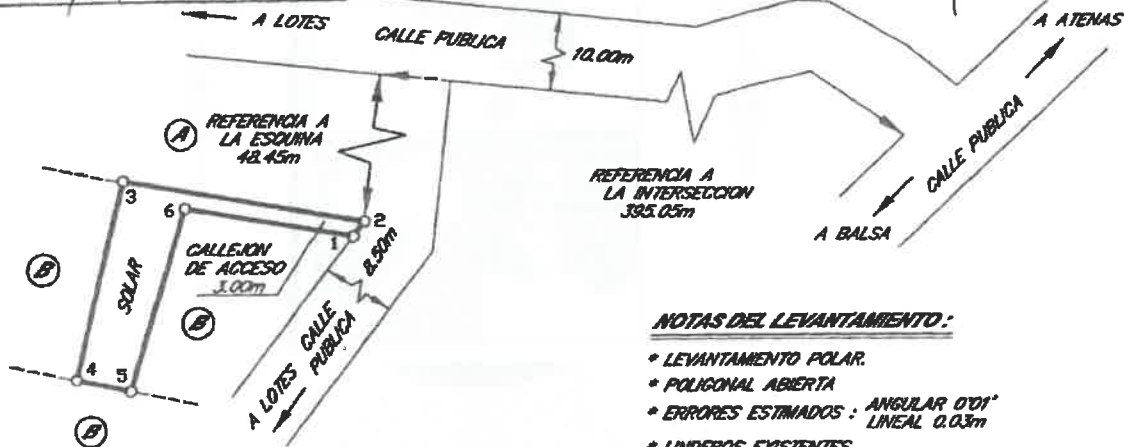 A LOTES
CALLE PUBLICA
10.00m
A ATENAS
CALLE PUBLICA
A BALSA
A
REFERENCIA A
LA ESQUINA
48.45m
REFERENCIA A
LA INTERSECCION
395.05m
3
6
2
1
8.50m
CALLEJON
DE ACCESO
3.00m
B
SOLAR
B
4
5
B
A LOTES
CALLE
PUBLICA
NOTAS DEL LEVANTAMIENTO:
* LEVANTAMIENTO POLAR.
* POLIGONAL ABIERTA
* ERRORES ESTIMADOS : ANGULAR 0'01"
LINEAL 0.03m
* LINDEROS EXISTENTES